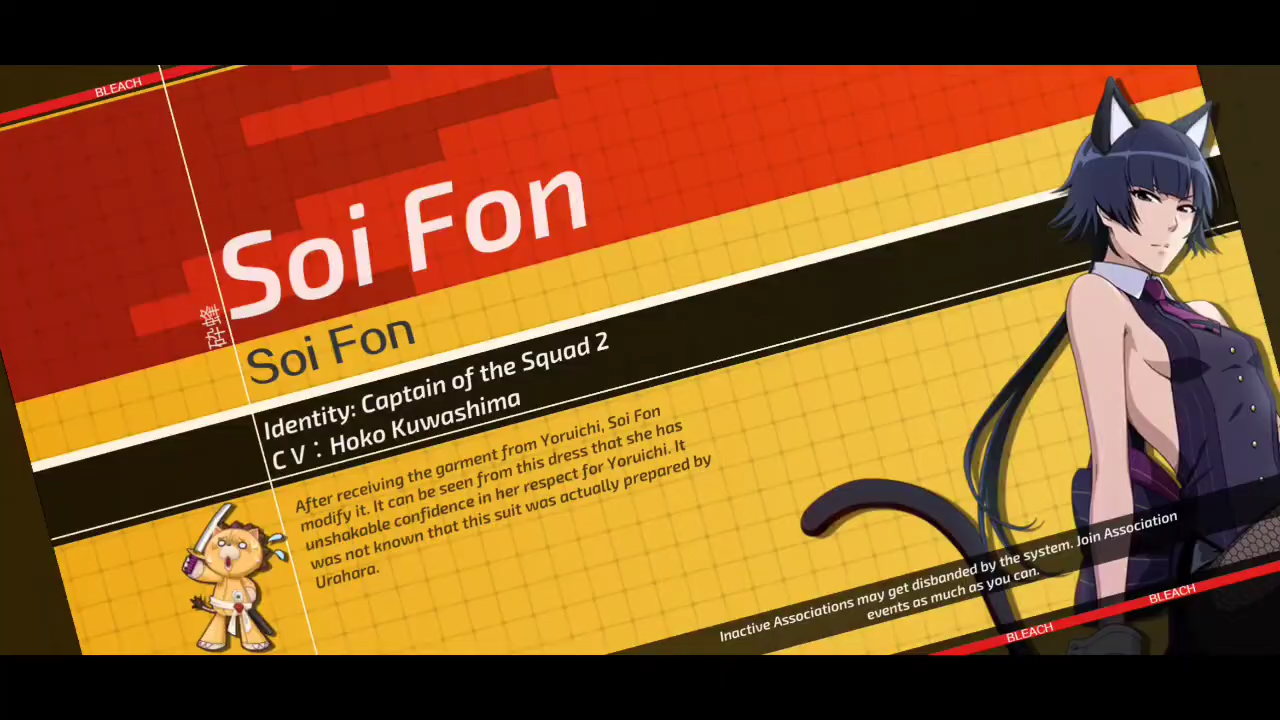 BLEACH
Soi Fon
砕蜂
Soi Fon
Identity: Captain of the Squad 2
CV：Hoko Kuwashima
After receiving the garment from Yoruichi, Soi Fon
modify it. It can be seen from this dress that she has
unshakable confidence in her respect for Yoruichi. It
was not known that this suit was actually prepared by
Urahara.
Inactive Associations may get disbanded by the system. Join Association
events as much as you can.
BLEACH
BLEACH